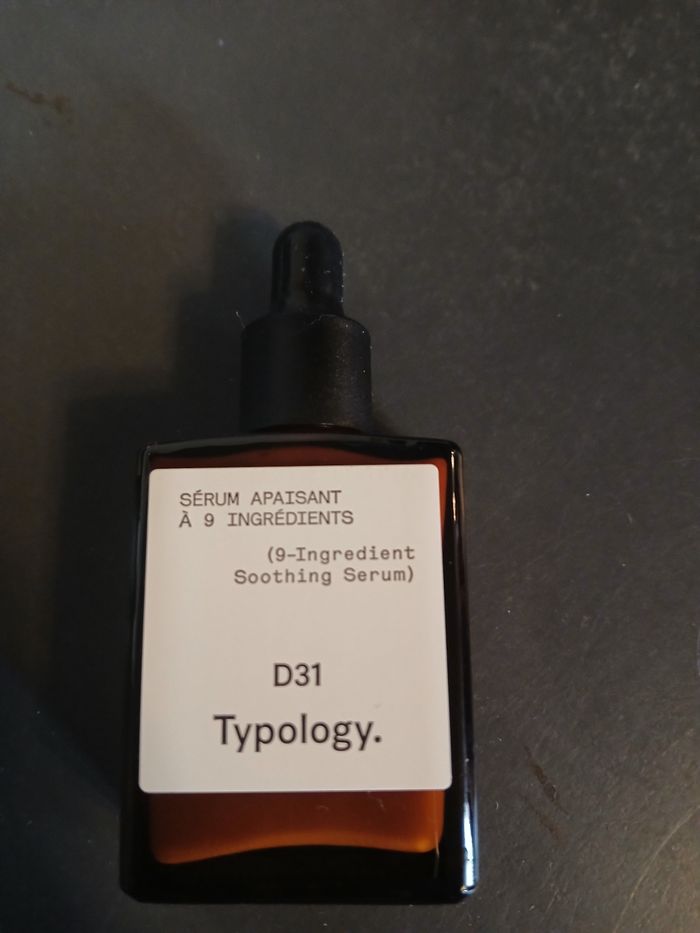 SÉRUM APAISANT
À 9 INGRÉDIENTS
(9-Ingredient
Soothing Serum)
D31
Typology.